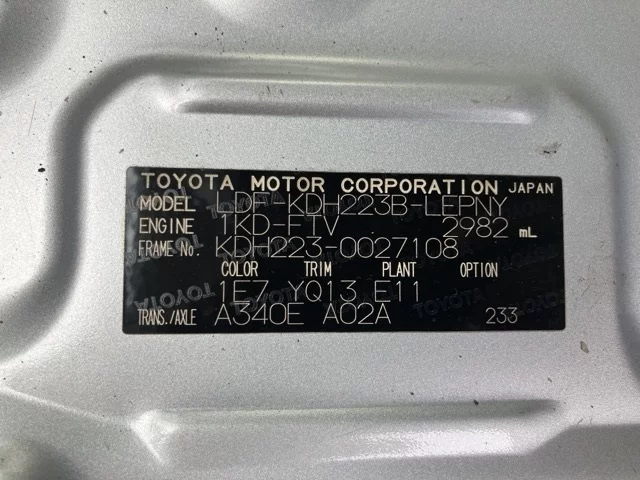 TOYOTA MOTOR CORPORATION JAPAN
MODEL LDF-KDH223B-LEPNY
ENGINE 1KD-FTV 2982 mL
FRAME No. KDH223-0027108
COLOR TRIM PLANT OPTION
1E7 YQ13 E11
TRANS./AXLE A340E A02A 233